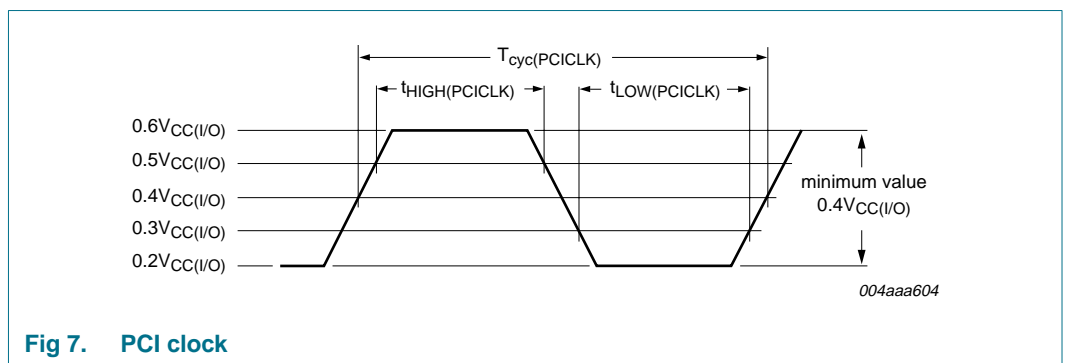 Tcyc(PCICLK)
tHIGH(PCICLK)
tLOW(PCICLK)
0.6VCC(I/O)
0.5VCC(I/O)
0.4VCC(I/O)
0.3VCC(I/O)
0.2VCC(I/O)
minimum value
0.4VCC(I/O)
004aaa604
Fig 7. PCI clock